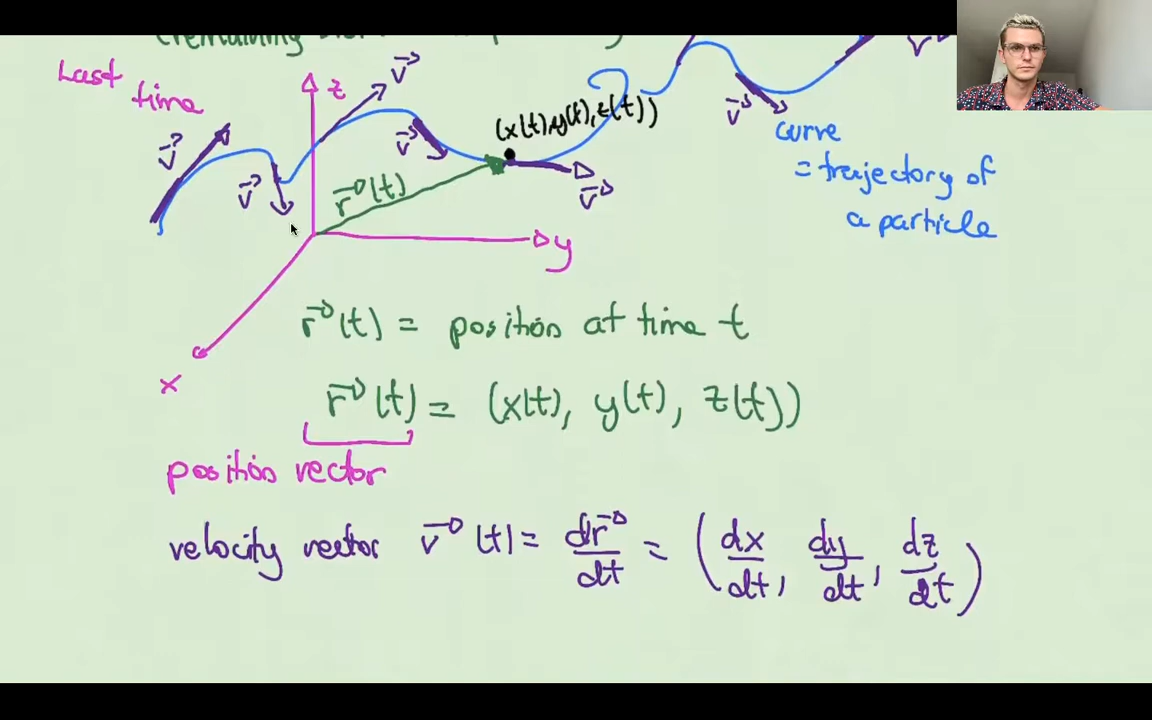 Last time
z
v⃗
v⃗
v⃗
v⃗
v⃗
v⃗
(x(t), y(t), z(t))
r⃗(t)
y
x
curve
= trajectory of
a particle
r⃗(t) = position at time t
r⃗(t) = (x(t), y(t), z(t))
position vector
velocity vector v⃗(t) = dr⃗/dt = (dx/dt, dy/dt, dz/dt)